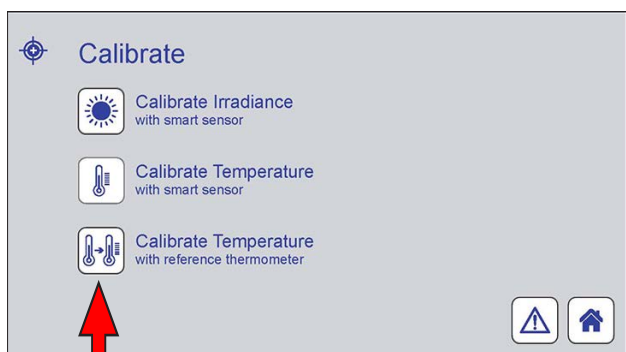 Calibrate
Calibrate Irradiance
with smart sensor
Calibrate Temperature
with smart sensor
Calibrate Temperature
with reference thermometer